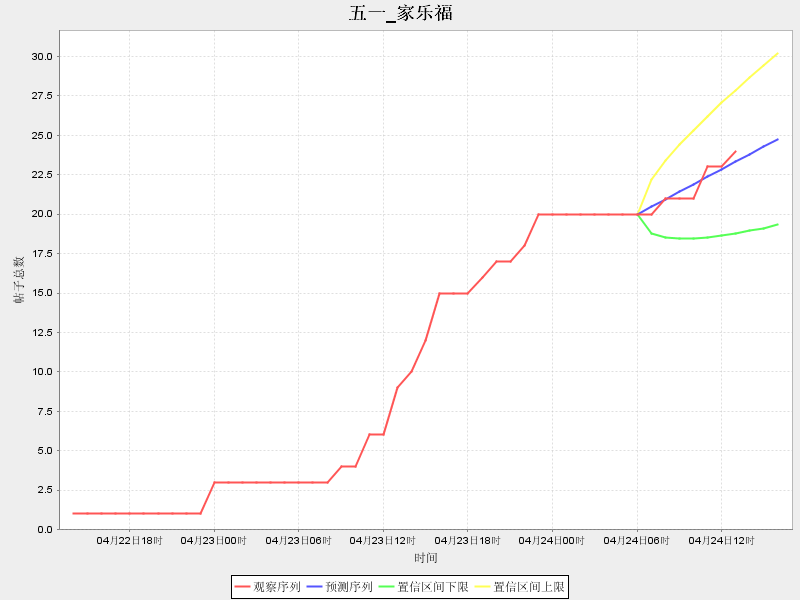 五一_家乐福
30.0
27.5
25.0
22.5
20.0
17.5
15.0
12.5
10.0
7.5
5.0
2.5
0.0
帖子总数
04月22日18时 04月23日00时 04月23日06时 04月23日12时 04月23日18时 04月24日00时 04月24日06时 04月24日12时
时间
观察序列 预测序列 置信区间下限 置信区间上限